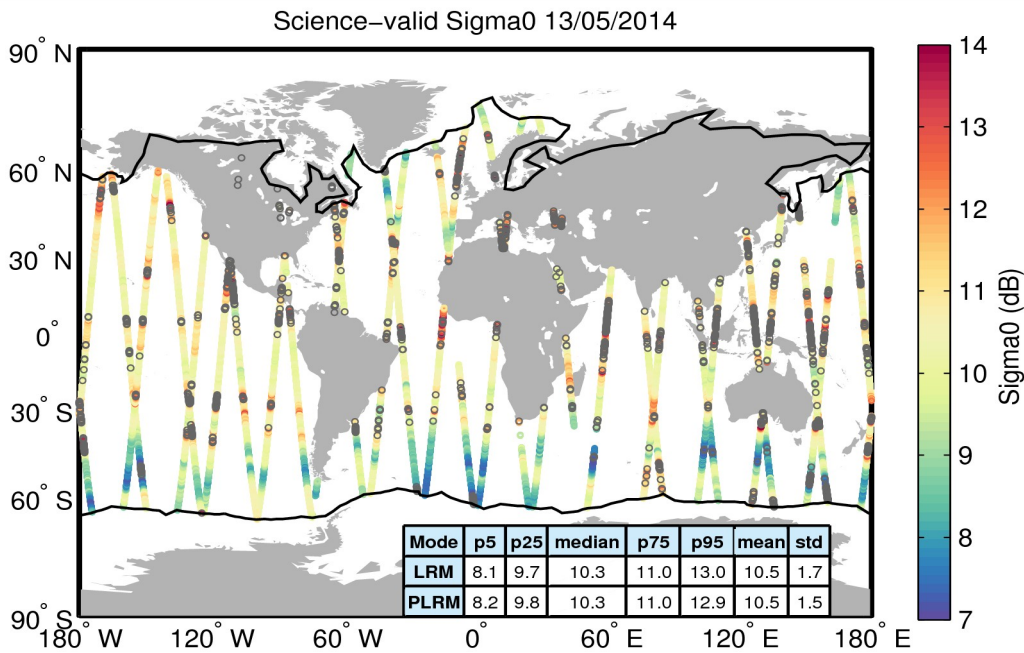 Science−valid Sigma0 13/05/2014
90° N
60° N
30° N
0°
30° S
60° S
90° S
180° W
120° W
60° W
0°
60° E
120° E
180° E
14
13
12
11
10
9
8
7
Sigma0 (dB)
Mode p5 p25 median p75 p95 mean std
LRM 8.1 9.7 10.3 11.0 13.0 10.5 1.7
PLRM 8.2 9.8 10.3 11.0 12.9 10.5 1.5